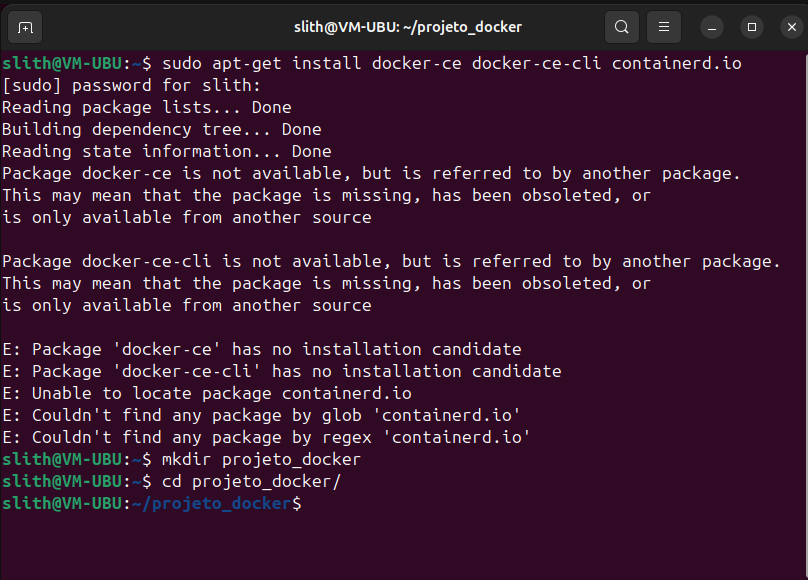 slith@VM-UBU: ~/projeto_docker
slith@VM-UBU:~$ sudo apt-get install docker-ce docker-ce-cli containerd.io
[sudo] password for slith:
Reading package lists... Done
Building dependency tree... Done
Reading state information... Done
Package docker-ce is not available, but is referred to by another package.
This may mean that the package is missing, has been obsoleted, or
is only available from another source
Package docker-ce-cli is not available, but is referred to by another package.
This may mean that the package is missing, has been obsoleted, or
is only available from another source
E: Package 'docker-ce' has no installation candidate
E: Package 'docker-ce-cli' has no installation candidate
E: Unable to locate package containerd.io
E: Couldn't find any package by glob 'containerd.io'
E: Couldn't find any package by regex 'containerd.io'
slith@VM-UBU:~$ mkdir projeto_docker
slith@VM-UBU:~$ cd projeto_docker/
slith@VM-UBU:~/projeto_docker$